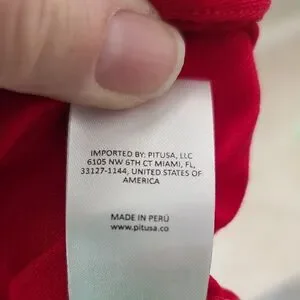 IMPORTED BY: PITUSA, LLC
6105 NW 6TH CT MIAMI, FL,
33127-1144, UNITED STATES OF
AMERICA
MADE IN PERÚ
www.pitusa.co